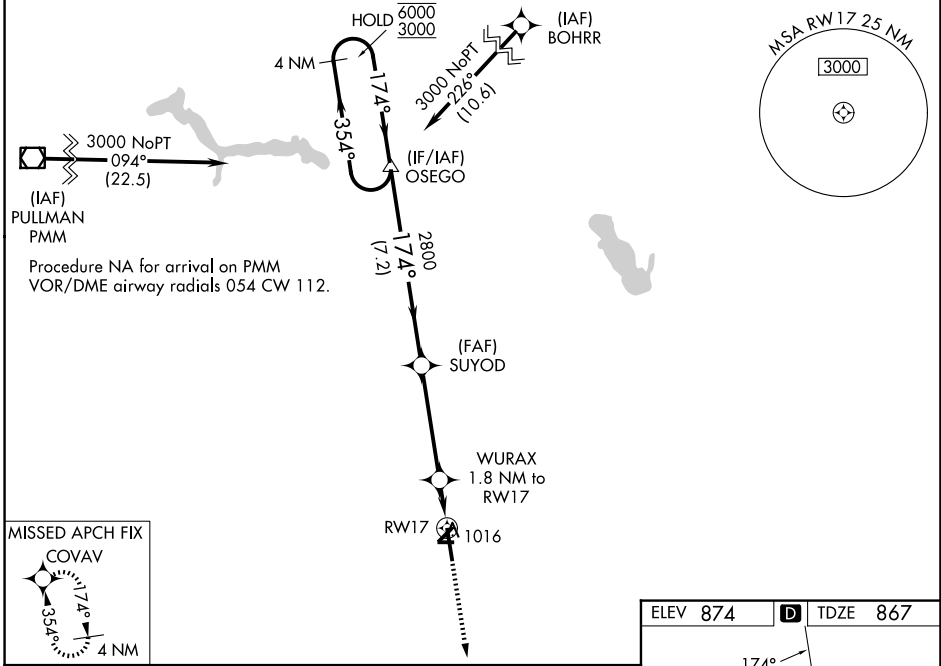 HOLD 6000
3000
4 NM
174°
354°
(IAF)
BOHRR
3000 NoPT
226°
(10.6)
MSA RW17 25 NM
3000
3000 NoPT
094°
(22.5)
(IAF)
PULLMAN
PMM
(IF/IAF)
OSEGO
Procedure NA for arrival on PMM
VOR/DME airway radials 054 CW 112.
2800
174°
(7.2)
(FAF)
SUYOD
WURAX
1.8 NM to
RW17
RW17
1016
MISSED APCH FIX
COVAV
174°
354°
4 NM
ELEV 874 D TDZE 867
174°